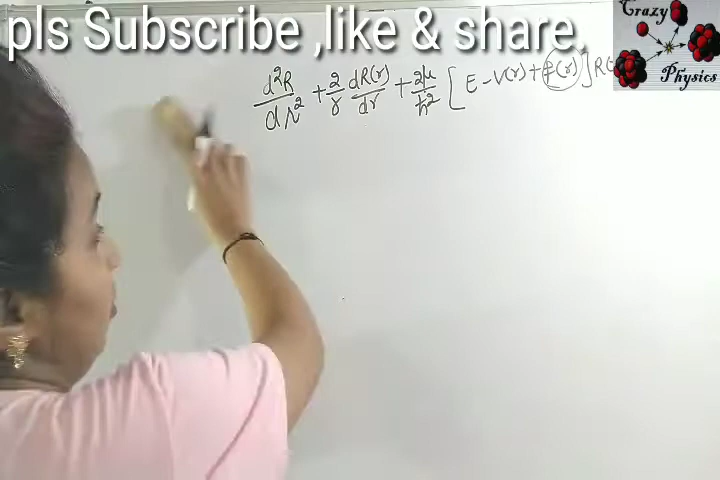 pls Subscribe ,like & share,
Crazy
Physics
d²R/dr² + 2/r dR(r)/dr + 2μ/ħ² [ E - V(r) +